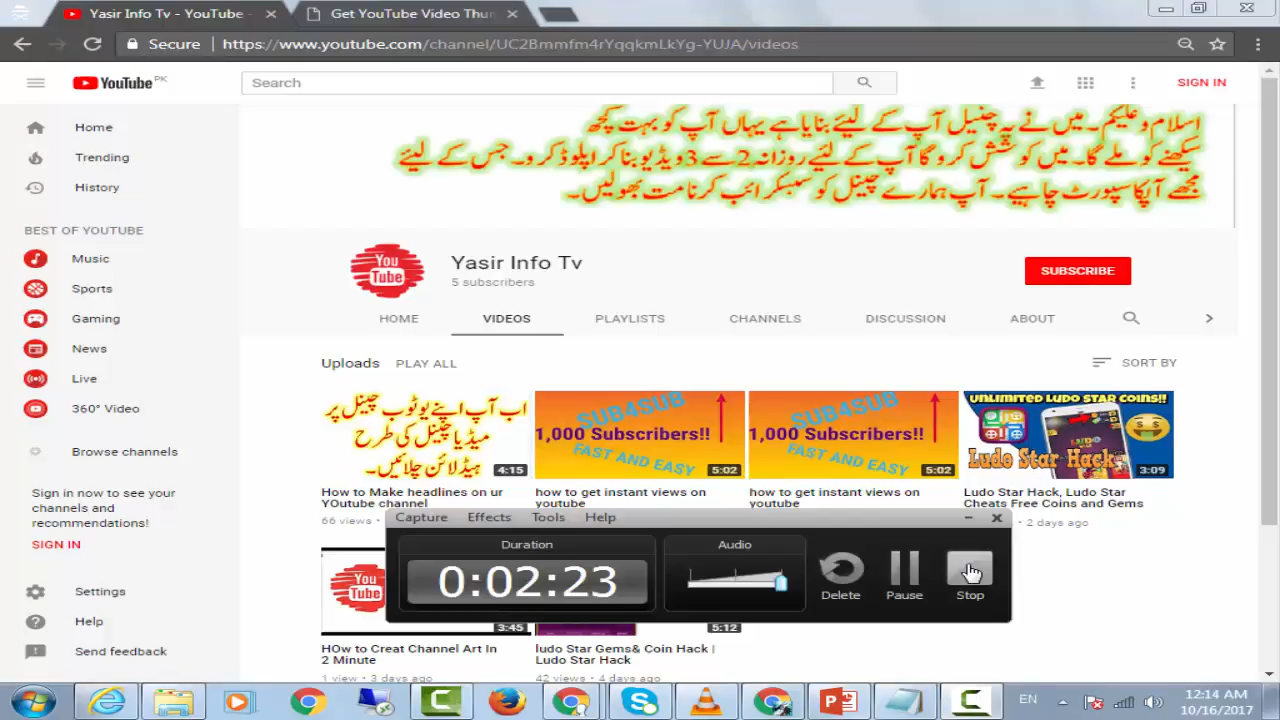 Yasir Info Tv - YouTube -
Get YouTube Video Thu
Secure
https://www.youtube.com/channel/UC2Bmmfm4rYqqkmLkYg-YUJA/videos
YouTube PK
Search
SIGN IN
Home
Trending
History
BEST OF YOUTUBE
Music
Sports
Gaming
News
Live
360° Video
Browse channels
Sign in now to see your
channels and
recommendations!
SIGN IN
Settings
Help
Send feedback
اسلام و علیکم۔ میں نے یہ چنیل آپ کے لیئے بنایا ہے یہاں آپ کو بہت کچھ
سیکھنے کو ملے گا۔ میں کوشش کرو گا آپ کے لئیے روزانہ 2 سے 3 ویڈیو بنا کر اپلوڈ کرو۔ جس کے لیئے
مجھے آپکا سپورٹ چاہیے۔ آپ ہمارے چینل کو سبسکرائب کرنا مت بھولیں۔
You
Tube
Yasir Info Tv
5 subscribers
SUBSCRIBE
HOME
VIDEOS
PLAYLISTS
CHANNELS
DISCUSSION
ABOUT
Uploads
PLAY ALL
SORT BY
اب آپ اپنے یوٹوب چینل پر
میڈیا چینل کی طرح
ہیڈ لائن چلائیں۔
4:15
How to Make headlines on ur
YOutube channel
66 views •
SUB4SUB
1,000 Subscribers!!
FAST AND EASY
5:02
how to get instant views on
youtube
SUB4SUB
1,000 Subscribers!!
FAST AND EASY
5:02
how to get instant views on
youtube
UNLIMITED LUDO STAR COINS!!
Ludo Star Hack
3:09
Ludo Star Hack, Ludo Star
Cheats Free Coins and Gems
• 2 days ago
You
Tube
3:45
HOw to Creat Channel Art In
2 Minute
1 view • 3 days ago
5:12
ludo Star Gems& Coin Hack |
Ludo Star Hack
42 views • 4 days ago
Capture
Effects
Tools
Help
Duration
0:02:23
Audio
Delete
Pause
Stop
EN
12:14 AM
10/16/2017